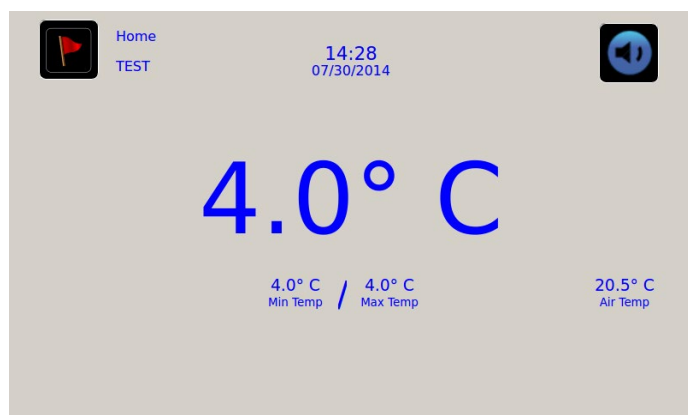 Home
TEST
14:28
07/30/2014
4.0° C
4.0° C / 4.0° C
Min Temp Max Temp
20.5° C
Air Temp